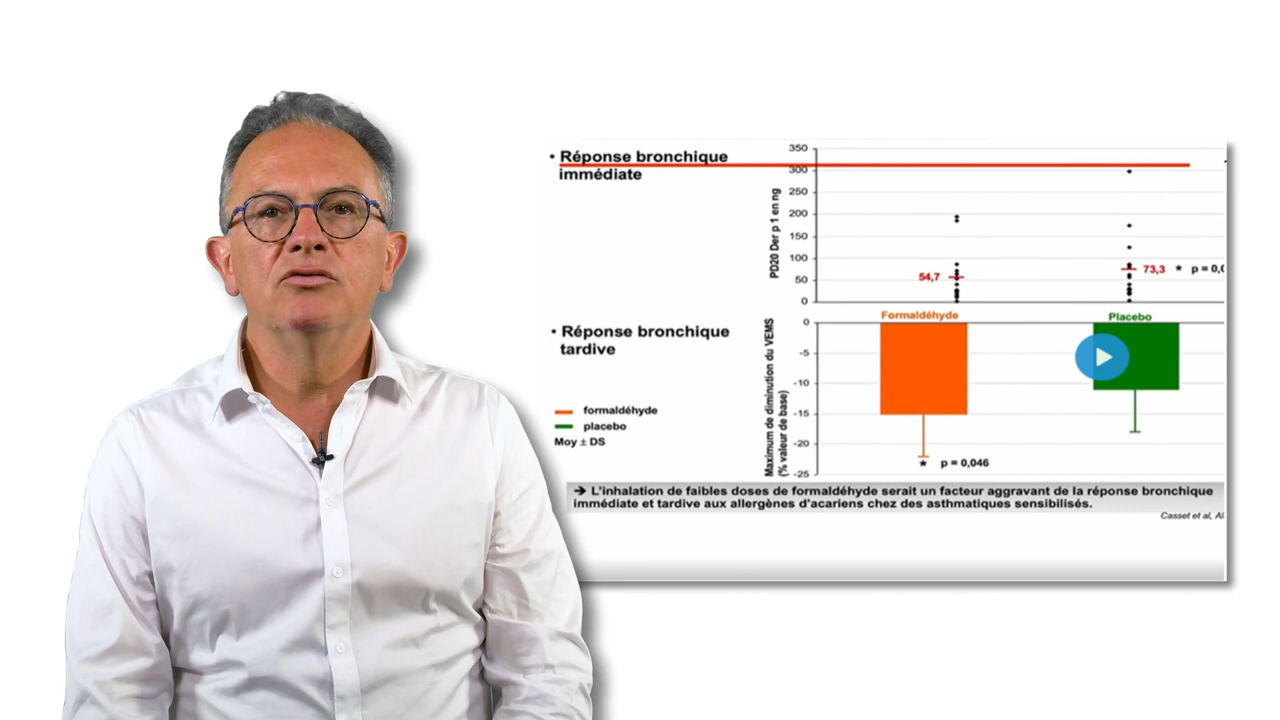 • Réponse bronchique
immédiate
350
300
250
200
150
100
50
0
PD20 Der p 1 en ng
54,7
73,3 * p = 0,0
Formaldéhyde
Placebo
• Réponse bronchique
tardive
0
-5
-10
-15
-20
-25
Maximum de diminution du VEMS
(% valeur de base)
formaldéhyde
placebo
Moy ± DS
* p = 0,046
➔ L'inhalation de faibles doses de formaldéhyde serait un facteur aggravant de la réponse bronchique
immédiate et tardive aux allergènes d'acariens chez des asthmatiques sensibilisés.
Casset et al, Al